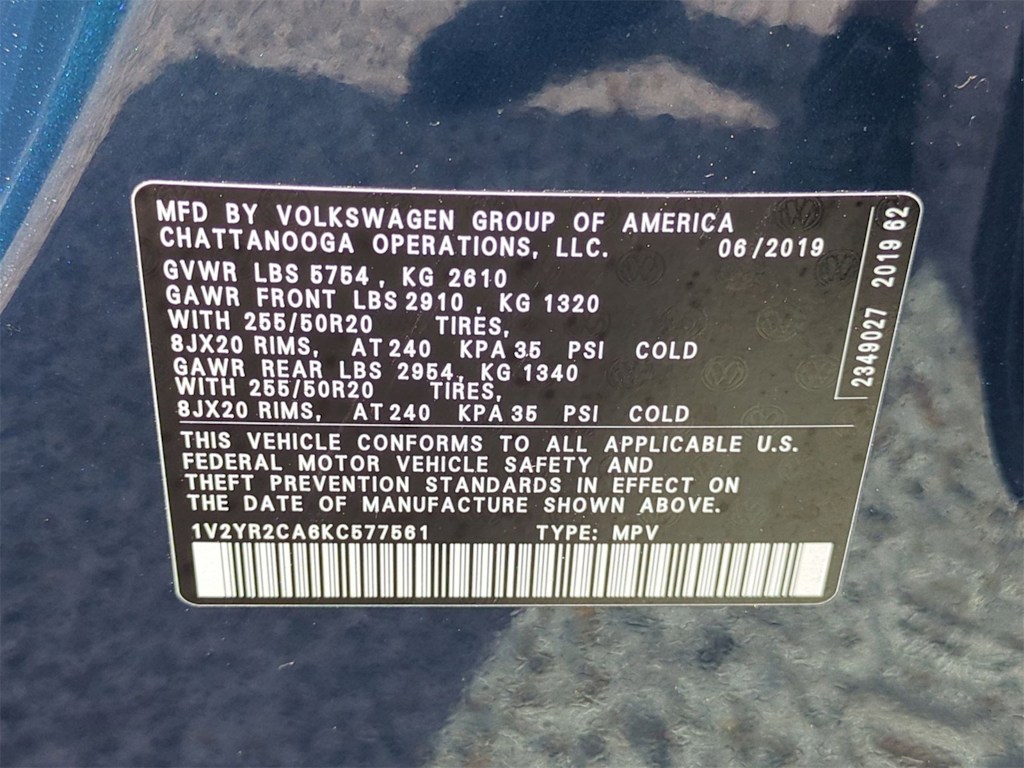 MFD BY VOLKSWAGEN GROUP OF AMERICA
CHATTANOOGA OPERATIONS, LLC. 06/2019
GVWR LBS 5754, KG 2610
GAWR FRONT LBS 2910, KG 1320
WITH 255/50R20 TIRES,
8JX20 RIMS, AT 240 KPA 35 PSI COLD
GAWR REAR LBS 2954, KG 1340
WITH 255/50R20 TIRES,
8JX20 RIMS, AT 240 KPA 35 PSI COLD
THIS VEHICLE CONFORMS TO ALL APPLICABLE U.S.
FEDERAL MOTOR VEHICLE SAFETY AND
THEFT PREVENTION STANDARDS IN EFFECT ON
THE DATE OF MANUFACTURE SHOWN ABOVE.
1V2YR2CA6KC577561 TYPE: MPV
2349027 2019 62